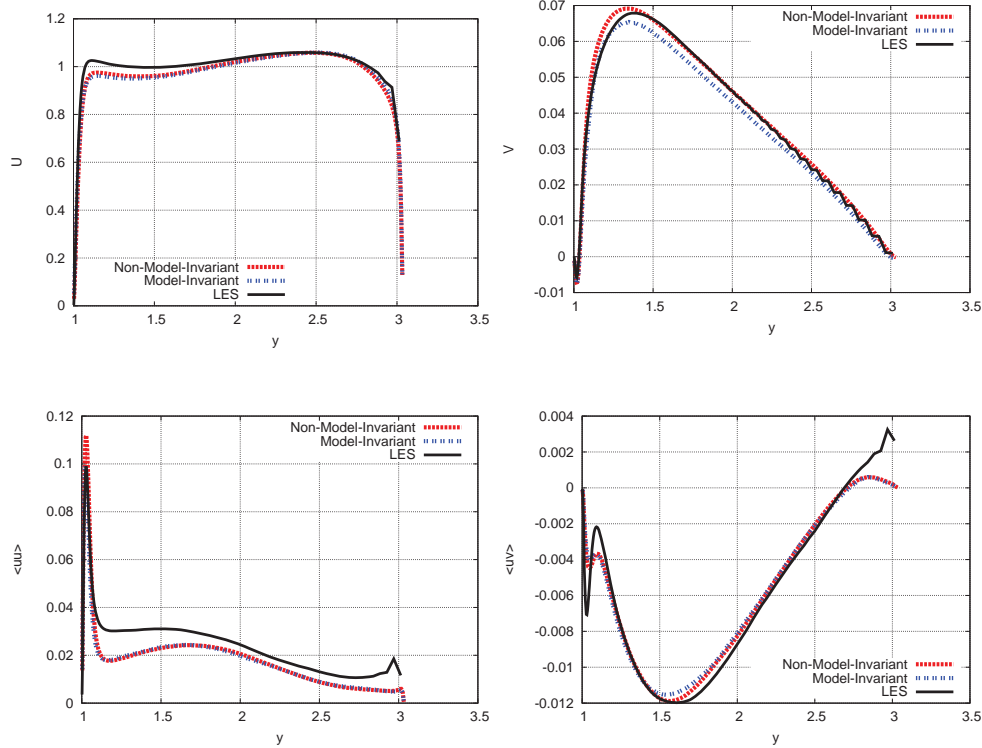 1.2
1
0.8
0.6
0.4
0.2
0
U
Non-Model-Invariant
Model-Invariant
LES
1 1.5 2 2.5 3 3.5
y
0.07
0.06
0.05
0.04
0.03
0.02
0.01
0
-0.01
V
Non-Model-Invariant
Model-Invariant
LES
1 1.5 2 2.5 3 3.5
y
0.12
0.1
0.08
0.06
0.04
0.02
0
<uu>
Non-Model-Invariant
Model-Invariant
LES
1 1.5 2 2.5 3 3.5
y
0.004
0.002
0
-0.002
-0.004
-0.006
-0.008
-0.01
-0.012
<uv>
Non-Model-Invariant
Model-Invariant
LES
1 1.5 2 2.5 3 3.5
y